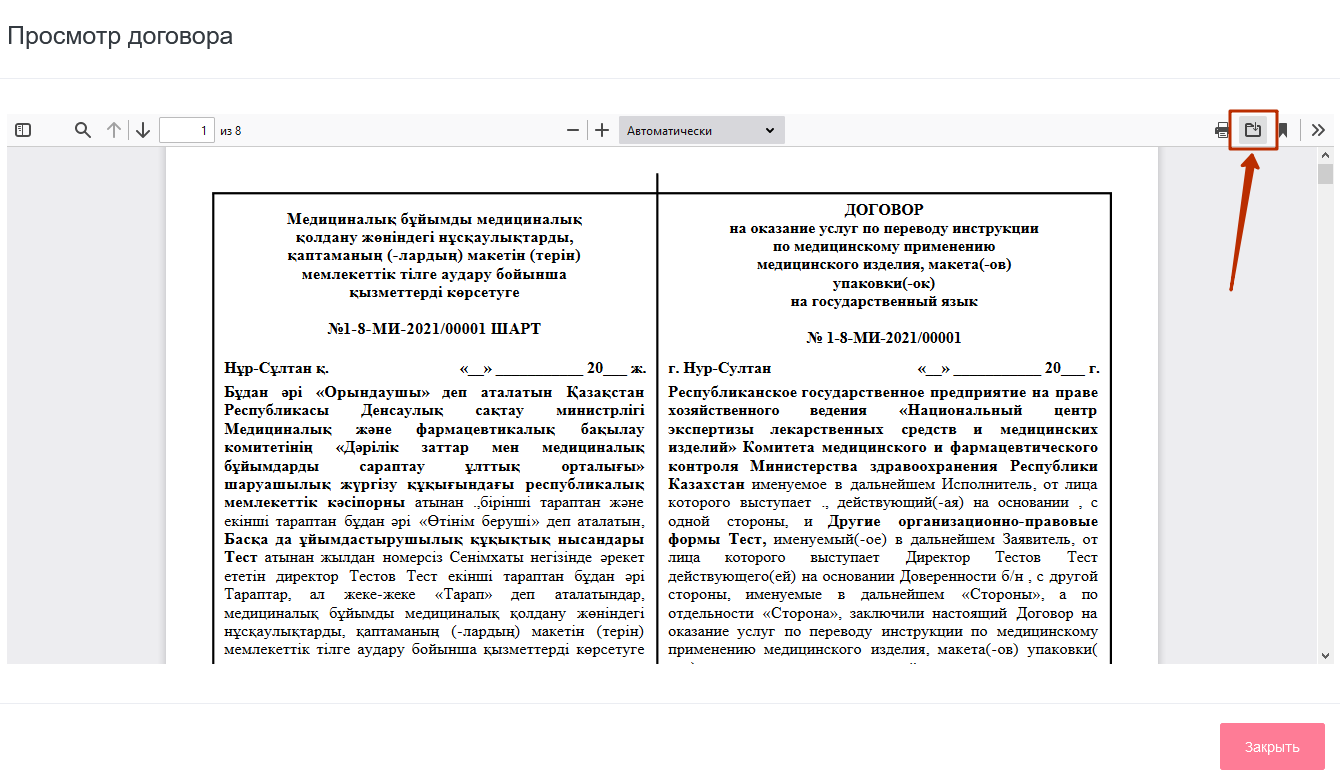 Просмотр договора
1 из 8
Автоматически
Медициналық бұйымды медициналық
қолдану жөніндегі нұсқаулықтарды,
қаптаманың (-лардың) макетін (терін)
мемлекеттік тілге аудару бойынша
қызметтерді көрсетуге
№1-8-МИ-2021/00001 ШАРТ
Нұр-Сұлтан қ. «__» ___________ 20___ ж.
Бұдан әрі «Орындаушы» деп аталатын Қазақстан
Республикасы Денсаулық сақтау министрлігі
Медициналық және фармацевтикалық бақылау
комитетінің «Дәрілік заттар мен медициналық
бұйымдарды сараптау ұлттық орталығы»
шаруашылық жүргізу құқығындағы республикалық
мемлекеттік кәсіпорны атынан .,бірінші тараптан және
екінші тараптан бұдан әрі «Өтінім беруші» деп аталатын,
Басқа да ұйымдастырушылық құқықтық нысандары
Тест атынан жылдан номерсіз Сенімхаты негізінде әрекет
ететін директор Тестов Тест екінші тараптан бұдан әрі
Тараптар, ал жеке-жеке «Тарап» деп аталатындар,
медициналық бұйымды медициналық қолдану жөніндегі
нұсқаулықтарды, қаптаманың (-лардың) макетін (терін)
мемлекеттік тілге аудару бойынша қызметтерді көрсетуге
ДОГОВОР
на оказание услуг по переводу инструкции
по медицинскому применению
медицинского изделия, макета(-ов)
упаковки(-ок)
на государственный язык
№ 1-8-МИ-2021/00001
г. Нур-Султан «__» ___________ 20___ г.
Республиканское государственное предприятие на праве
хозяйственного ведения «Национальный центр
экспертизы лекарственных средств и медицинских
изделий» Комитета медицинского и фармацевтического
контроля Министерства здравоохранения Республики
Казахстан именуемое в дальнейшем Исполнитель, от лица
которого выступает ., действующий(-ая) на основании , с
одной стороны, и Другие организационно-правовые
формы Тест, именуемый(-ое) в дальнейшем Заявитель, от
лица которого выступает Директор Тестов Тест
действующего(ей) на основании Доверенности б/н , с другой
стороны, именуемые в дальнейшем «Стороны», а по
отдельности «Сторона», заключили настоящий Договор на
оказание услуг по переводу инструкции по медицинскому
применению медицинского изделия, макета(-ов) упаковки(
Закрыть